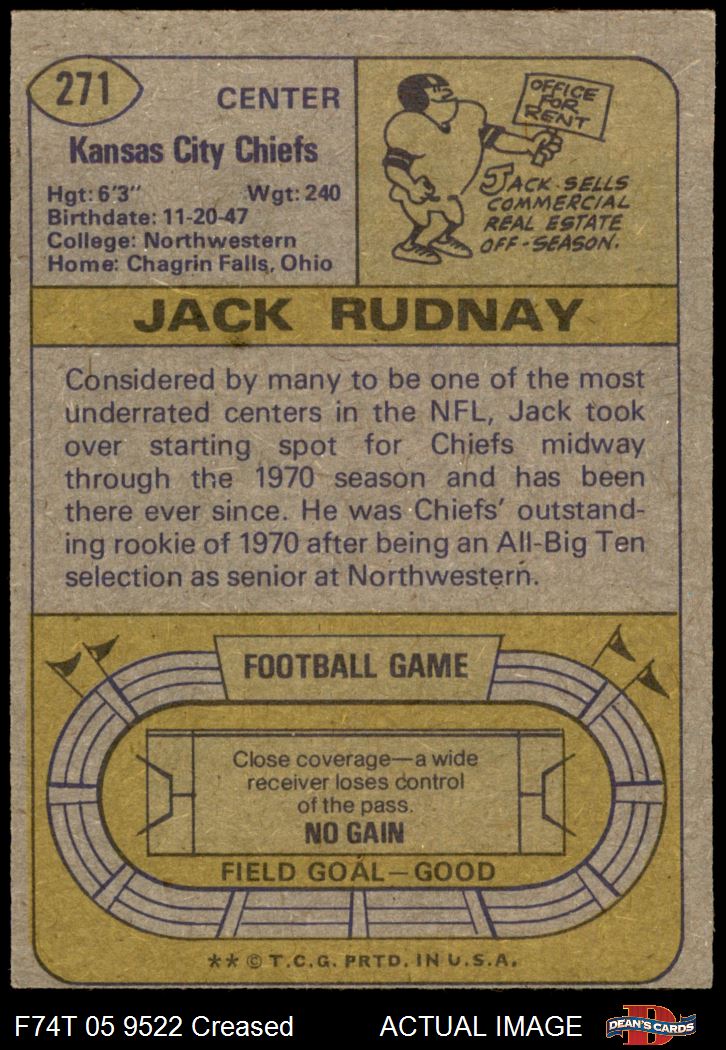 271
CENTER
Kansas City Chiefs
Hgt: 6'3" Wgt: 240
Birthdate: 11-20-47
College: Northwestern
Home: Chagrin Falls, Ohio
OFFICE
FOR
RENT
JACK SELLS
COMMERCIAL
REAL ESTATE
OFF-SEASON.
JACK RUDNAY
Considered by many to be one of the most
underrated centers in the NFL, Jack took
over starting spot for Chiefs midway
through the 1970 season and has been
there ever since. He was Chiefs' outstand-
ing rookie of 1970 after being an All-Big Ten
selection as senior at Northwestern.
FOOTBALL GAME
Close coverage—a wide
receiver loses control
of the pass.
NO GAIN
FIELD GOAL—GOOD
** © T.C.G. PRTD. IN U.S.A.
F74T 05 9522 Creased ACTUAL IMAGE
DEAN'S CARDS